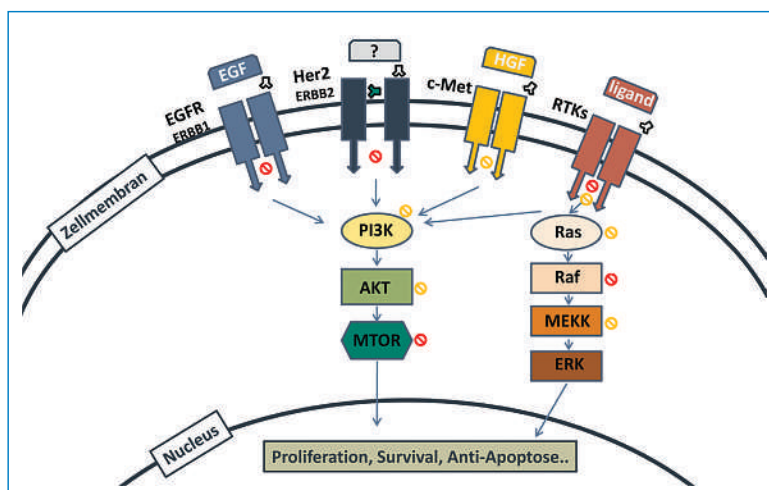 EGF
EGFR
ERBB1
?
Her2
ERBB2
HGF
c-Met
ligand
RTKs
Zellmembran
PI3K
Ras
AKT
Raf
MTOR
MEKK
ERK
Nucleus
Proliferation, Survival, Anti-Apoptose..